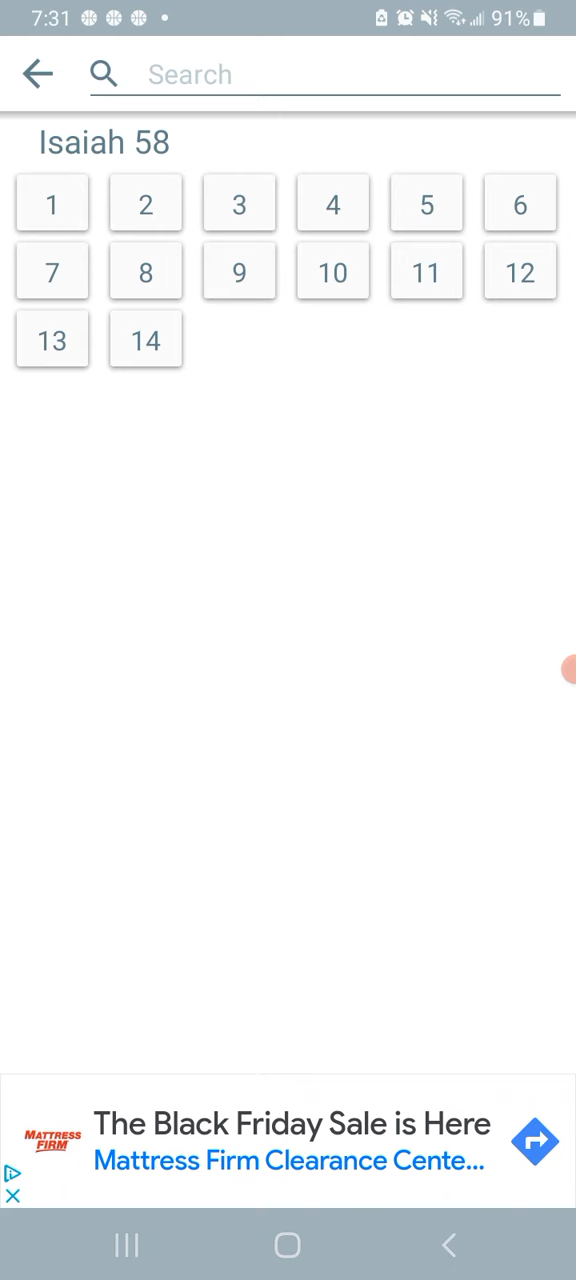 7:31 91%
Search
Isaiah 58
1 2 3 4 5 6
7 8 9 10 11 12
13 14
The Black Friday Sale is Here
MATTRESS FIRM
Mattress Firm Clearance Cente...